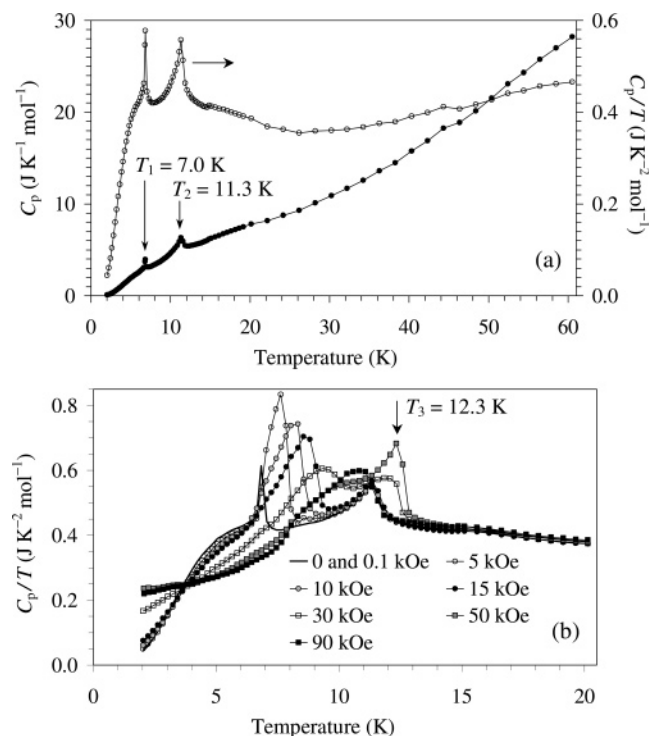 30
20
10
0
C_p (J K⁻¹ mol⁻¹)
0.6
0.4
0.2
0.0
C_p/T (J K⁻² mol⁻¹)
T₁ = 7.0 K
T₂ = 11.3 K
(a)
0 10 20 30 40 50 60
Temperature (K)
0.8
0.6
0.4
0.2
0.0
C_p/T (J K⁻² mol⁻¹)
T₃ = 12.3 K
0 and 0.1 kOe 5 kOe
10 kOe 15 kOe
30 kOe 50 kOe
90 kOe
(b)
0 5 10 15 20
Temperature (K)